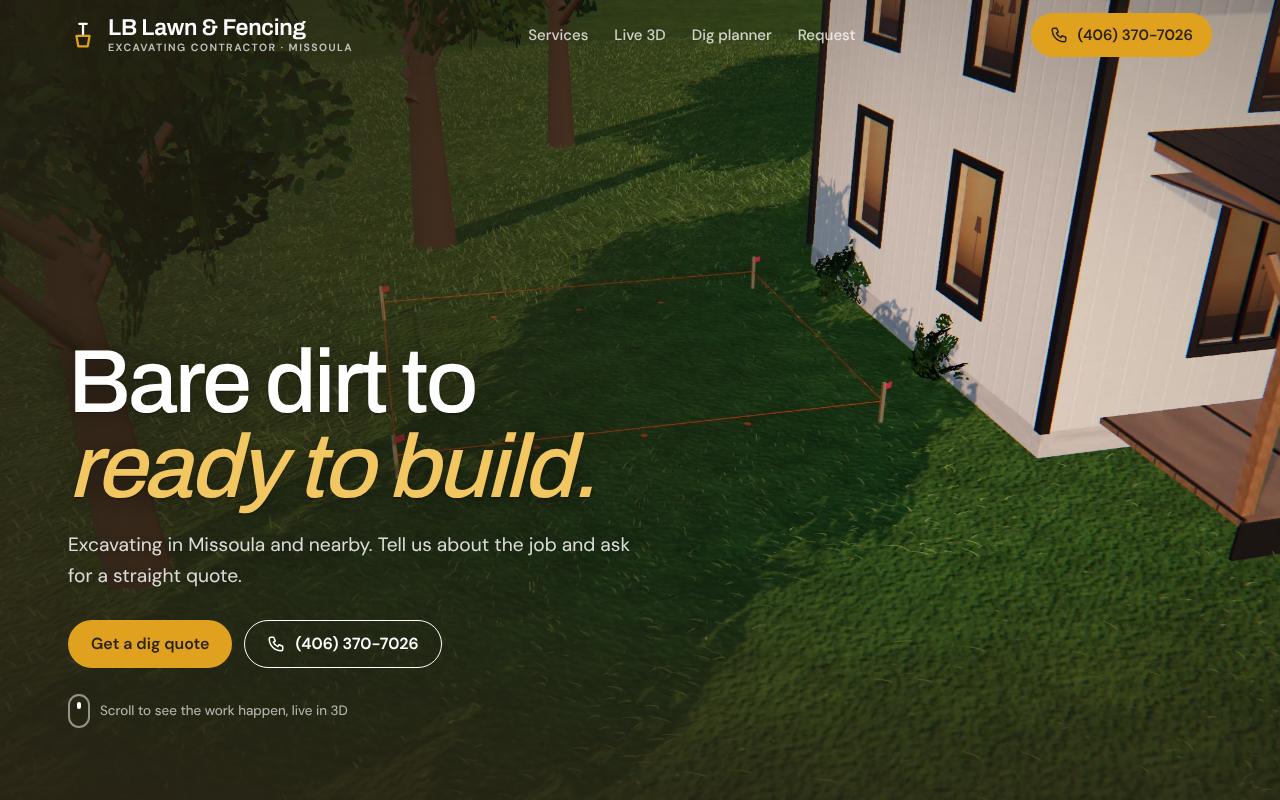 LB Lawn & Fencing
EXCAVATING CONTRACTOR · MISSOULA
Services
Live 3D
Dig planner
Request
(406) 370-7026
Bare dirt to
ready to build.
Excavating in Missoula and nearby. Tell us about the job and ask
for a straight quote.
Get a dig quote
(406) 370-7026
Scroll to see the work happen, live in 3D